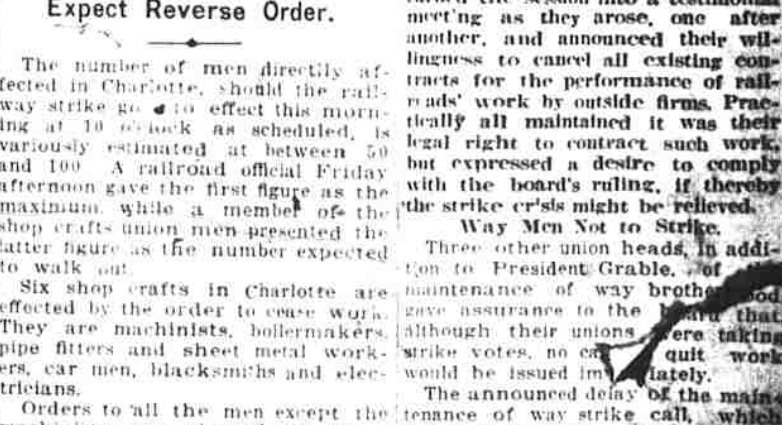 Expect Reverse Order.
The number of men directly af-
fected in Charlotte, should the rail-
way strike go to effect this morn-
ing at 10 o'clock as scheduled, is
variously estimated at between 50
and 100. A railroad official Friday
afternoon gave the first figure as the
maximum, while a member of the
shop crafts union men presented the
latter figure as the number expected
to walk out.
Six shop crafts in Charlotte are
effected by the order to cease work.
They are machinists, boilermakers,
pipe fitters and sheet metal work-
ers, car men, blacksmiths and elec-
tricians.
Orders to all the men except the
meet'ng as they arose, one after
another, and announced their wil-
lingness to cancel all existing con-
tracts for the performance of rail-
roads' work by outside firms. Prac-
tically all maintained it was their
legal right to contract such work,
but expressed a desire to comply
with the board's ruling, if thereby
the strike cr'sis might be relieved.
Way Men Not to Strike.
Three other union heads, in addi-
tion to President Grable, of
maintenance of way
gave assurance to the that
although their unions were taking
strike votes, no quit work
would be issued
The announced delay of the main-
tenance of way strike call, which